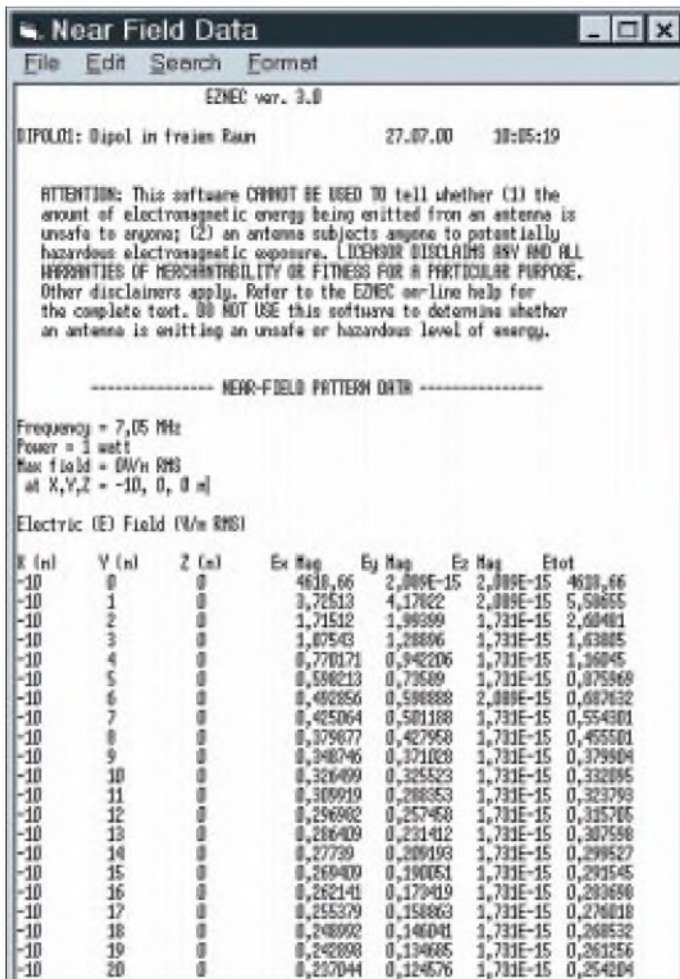 Near Field Data
File Edit Search Format
EZNEC ver. 3.0
DIPOLO1: Dipol im freien Raum 27.07.00 10:05:19
ATTENTION: This software CANNOT BE USED TO tell whether (1) the
amount of electromagnetic energy being emitted from an antenna is
unsafe to anyone; (2) an antenna subjects anyone to potentially
hazardous electromagnetic exposure. LICENSOR DISCLAIMS ANY AND ALL
WARRANTIES OF MERCHANTABILITY OR FITNESS FOR A PARTICULAR PURPOSE.
Other disclaimers apply. Refer to the EZNEC on-line help for
the complete text. DO NOT USE this software to determine whether
an antenna is emitting an unsafe or hazardous level of energy.
--------------- NEAR-FIELD PATTERN DATA ---------------
Frequency = 7,05 MHz
Power = 1 watt
Max field = 0V/m RMS
at X,Y,Z = -10, 0, 0 m
Electric (E) Field (V/m RMS)
X (m) Y (m) Z (m) Ex Mag Ey Mag Ez Mag Etot
-10 0 0 4618,66 2,089E-15 2,089E-15 4618,66
-10 1 0 3,72513 4,17822 2,089E-15 5,58655
-10 2 0 1,71512 1,99399 1,731E-15 2,60481
-10 3 0 1,07543 1,28896 1,731E-15 1,63805
-10 4 0 0,770171 0,942206 1,731E-15 1,16045
-10 5 0 0,598213 0,73589 1,731E-15 0,875969
-10 6 0 0,492856 0,598888 2,089E-15 0,687632
-10 7 0 0,425064 0,501188 1,731E-15 0,554301
-10 8 0 0,379877 0,427958 1,731E-15 0,455501
-10 9 0 0,348746 0,371028 1,731E-15 0,379904
-10 10 0 0,326499 0,325523 1,731E-15 0,332095
-10 11 0 0,309919 0,288353 1,731E-15 0,323793
-10 12 0 0,296902 0,257458 1,731E-15 0,315705
-10 13 0 0,286409 0,231412 1,731E-15 0,307598
-10 14 0 0,27739 0,209193 1,731E-15 0,299527
-10 15 0 0,269409 0,190051 1,731E-15 0,291545
-10 16 0 0,262141 0,173419 1,731E-15 0,283698
-10 17 0 0,255379 0,158863 1,731E-15 0,276018
-10 18 0 0,248992 0,146041 1,731E-15 0,268532
-10 19 0 0,242898 0,134685 1,731E-15 0,261256
-10 20 0 0,237044 0,124576 1,731E-15 0,254204